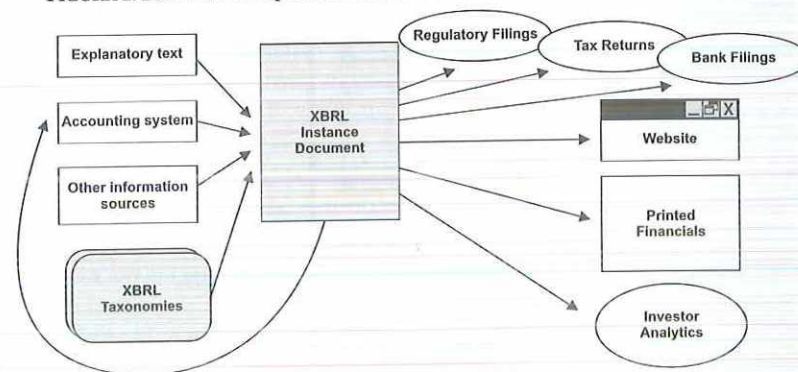 Explanatory text
Accounting system
Other information
sources
XBRL
Taxonomies
XBRL
Instance
Document
Regulatory Filings
Tax Returns
Bank Filings
Website
Printed
Financials
Investor
Analytics